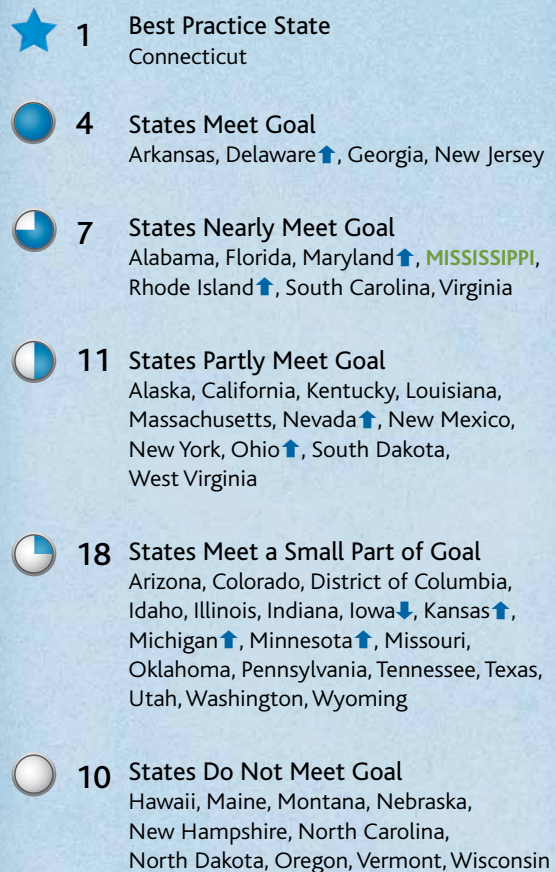 1 Best Practice State
Connecticut
4 States Meet Goal
Arkansas, Delaware⬆, Georgia, New Jersey
7 States Nearly Meet Goal
Alabama, Florida, Maryland⬆, MISSISSIPPI,
Rhode Island⬆, South Carolina, Virginia
11 States Partly Meet Goal
Alaska, California, Kentucky, Louisiana,
Massachusetts, Nevada⬆, New Mexico,
New York, Ohio⬆, South Dakota,
West Virginia
18 States Meet a Small Part of Goal
Arizona, Colorado, District of Columbia,
Idaho, Illinois, Indiana, Iowa⬇, Kansas⬆,
Michigan⬆, Minnesota⬆, Missouri,
Oklahoma, Pennsylvania, Tennessee, Texas,
Utah, Washington, Wyoming
10 States Do Not Meet Goal
Hawaii, Maine, Montana, Nebraska,
New Hampshire, North Carolina,
North Dakota, Oregon, Vermont, Wisconsin